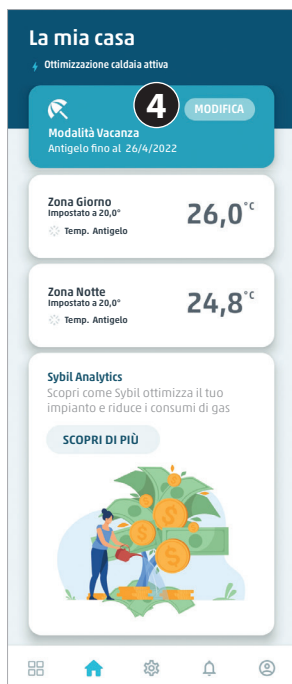 La mia casa
Ottimizzazione caldaia attiva
4
MODIFICA
Modalità Vacanza
Antigelo fino al 26/4/2022
Zona Giorno
Impostato a 20,0°
Temp. Antigelo
26,0°C
Zona Notte
Impostato a 20,0°
Temp. Antigelo
24,8°C
Sybil Analytics
Scopri come Sybil ottimizza il tuo
impianto e riduce i consumi di gas
SCOPRI DI PIÙ